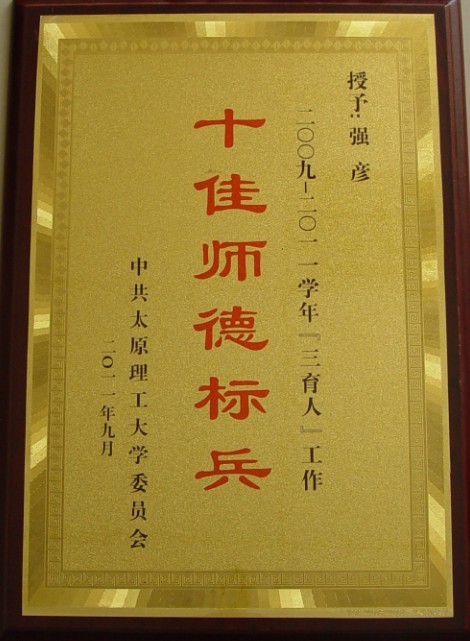 授予:强彦
二〇〇九-二〇一一学年『三育人』工作
十佳师德标兵
中共太原理工大学委员会
二〇一一年九月